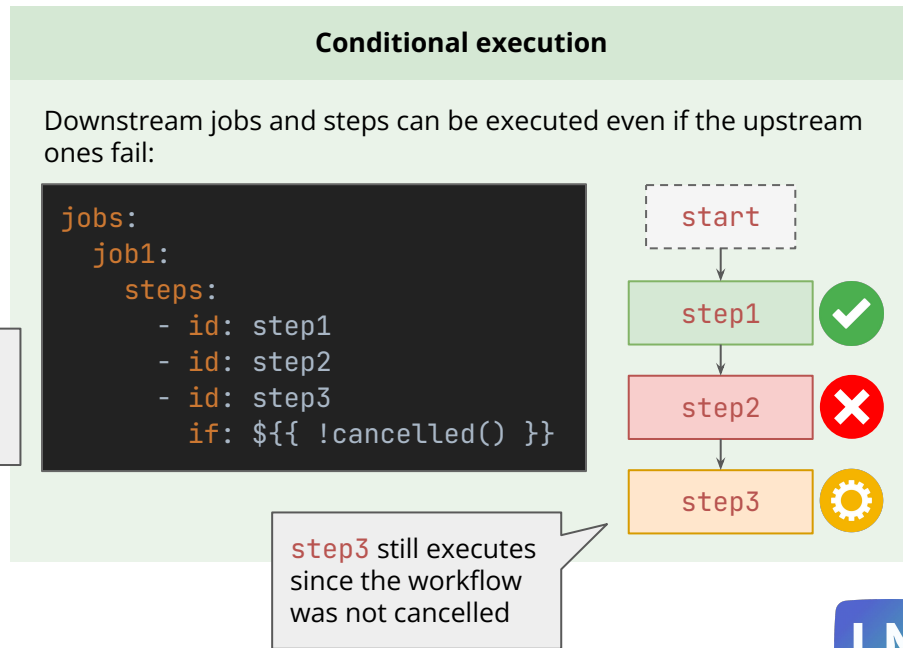 Conditional execution
Downstream jobs and steps can be executed even if the upstream
ones fail:
jobs:
  job1:
    steps:
      - id: step1
      - id: step2
      - id: step3
        if: ${{ !cancelled() }}
start
step1
step2
step3
step3 still executes
since the workflow
was not cancelled